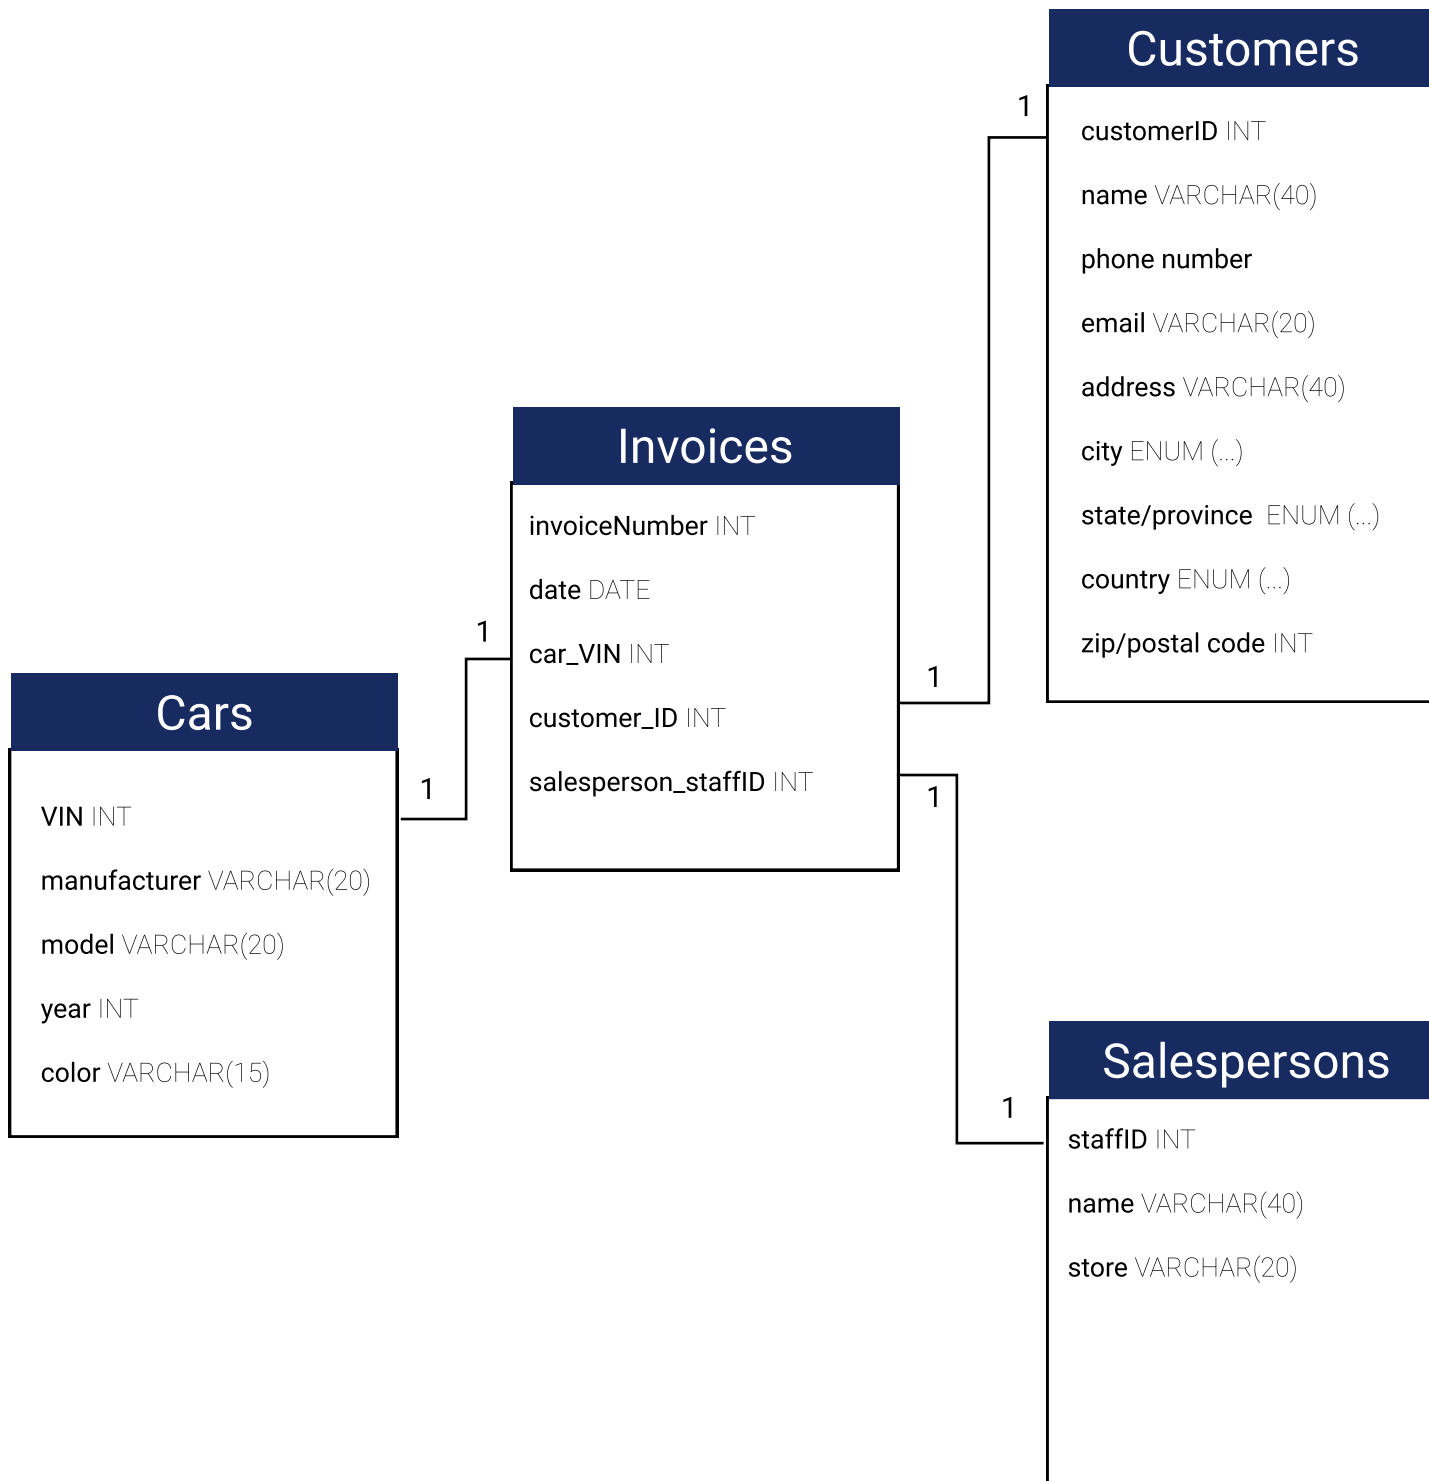 Customers
1
customerID INT
name VARCHAR(40)
phone number
email VARCHAR(20)
address VARCHAR(40)
city ENUM (...)
state/province ENUM (...)
country ENUM (...)
zip/postal code INT
Invoices
invoiceNumber INT
date DATE
1
car_VIN INT
1
customer_ID INT
salesperson_staffID INT
1
Cars
1
VIN INT
manufacturer VARCHAR(20)
model VARCHAR(20)
year INT
color VARCHAR(15)
Salespersons
1
staffID INT
name VARCHAR(40)
store VARCHAR(20)